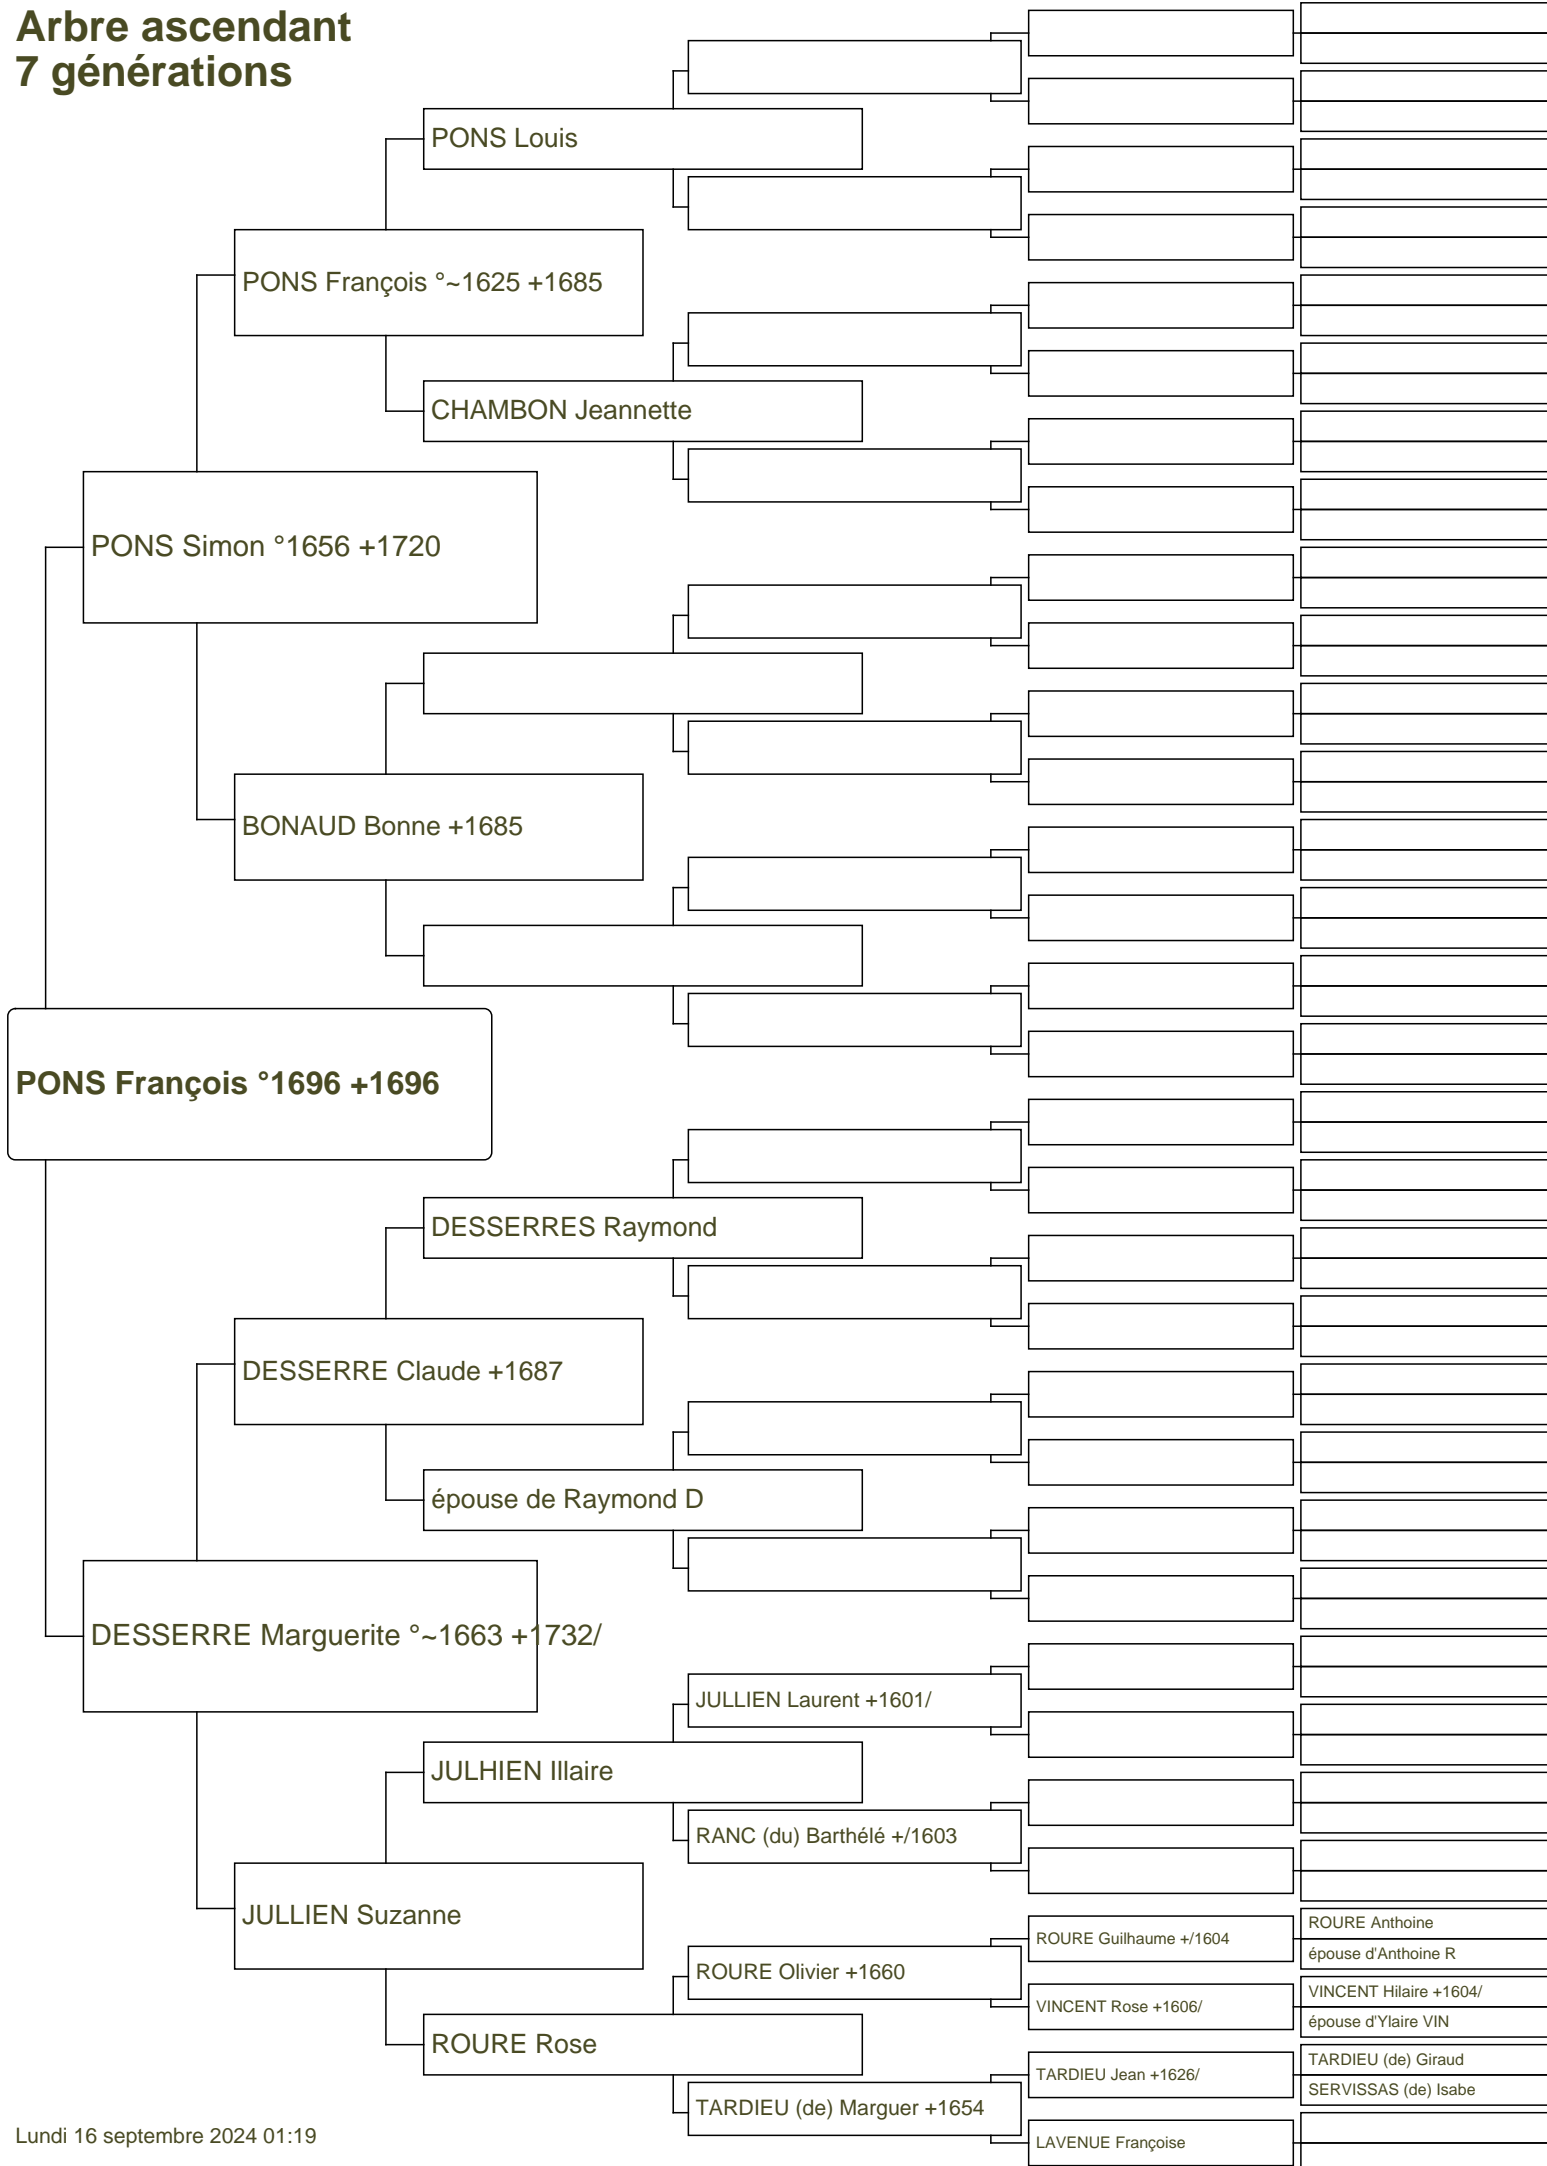 Arbre ascendant
7 générations
PONS Louis
PONS François °~1625 +1685
CHAMBON Jeannette
PONS Simon °1656 +1720
BONAUD Bonne +1685
PONS François °1696 +1696
DESSERRES Raymond
DESSERRE Claude +1687
épouse de Raymond D
DESSERRE Marguerite °~1663 +1732/
JULLIEN Laurent +1601/
JULHIEN Illaire
RANC (du) Barthélé +/1603
JULLIEN Suzanne
ROURE Anthoine
ROURE Guilhaume +/1604
épouse d'Anthoine R
ROURE Olivier +1660
VINCENT Hilaire +1604/
VINCENT Rose +1606/
épouse d'Ylaire VIN
ROURE Rose
TARDIEU (de) Giraud
TARDIEU Jean +1626/
SERVISSAS (de) Isabe
TARDIEU (de) Marguer +1654
LAVENUE Françoise
Lundi 16 septembre 2024 01:19